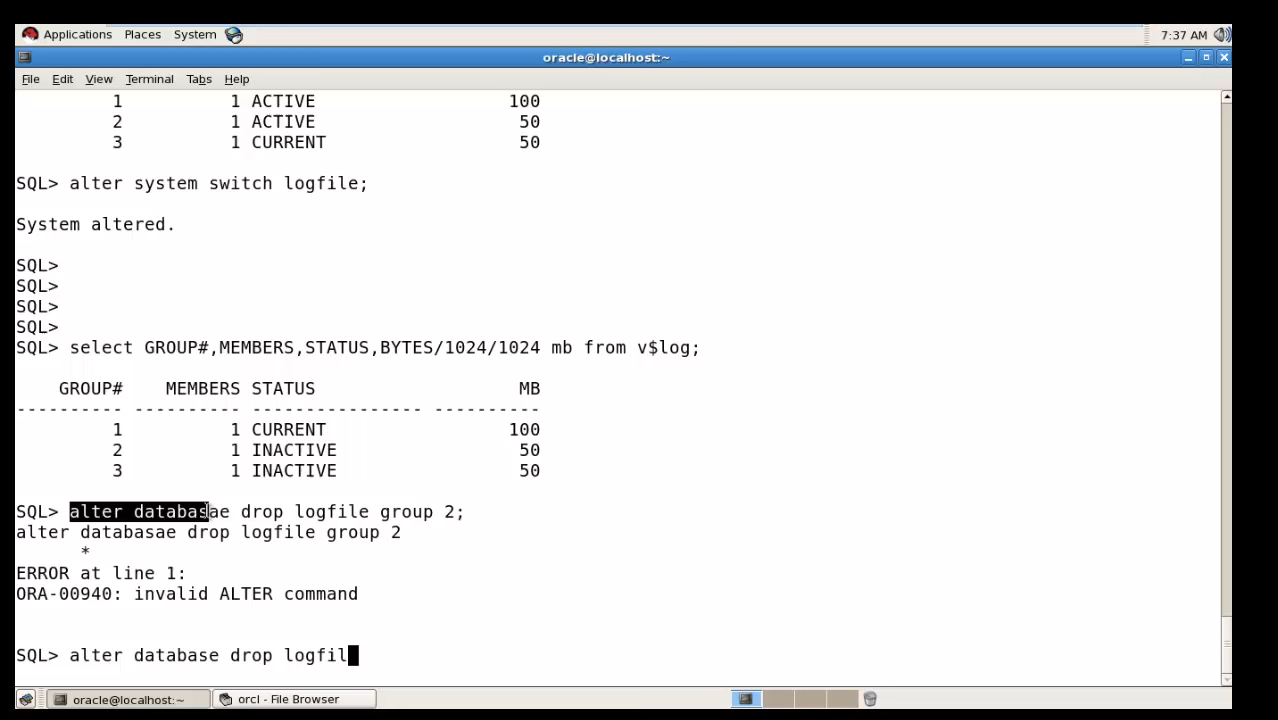 Applications Places System 7:37 AM
oracle@localhost:~
File Edit View Terminal Tabs Help
1 1 ACTIVE 100
2 1 ACTIVE 50
3 1 CURRENT 50
SQL> alter system switch logfile;
System altered.
SQL>
SQL>
SQL>
SQL>
SQL> select GROUP#,MEMBERS,STATUS,BYTES/1024/1024 mb from v$log;
GROUP# MEMBERS STATUS MB
---------- ---------- ---------------- ----------
1 1 CURRENT 100
2 1 INACTIVE 50
3 1 INACTIVE 50
SQL> alter databasae drop logfile group 2;
alter databasae drop logfile group 2
*
ERROR at line 1:
ORA-00940: invalid ALTER command
SQL> alter database drop logfil
oracle@localhost:~ orcl - File Browser